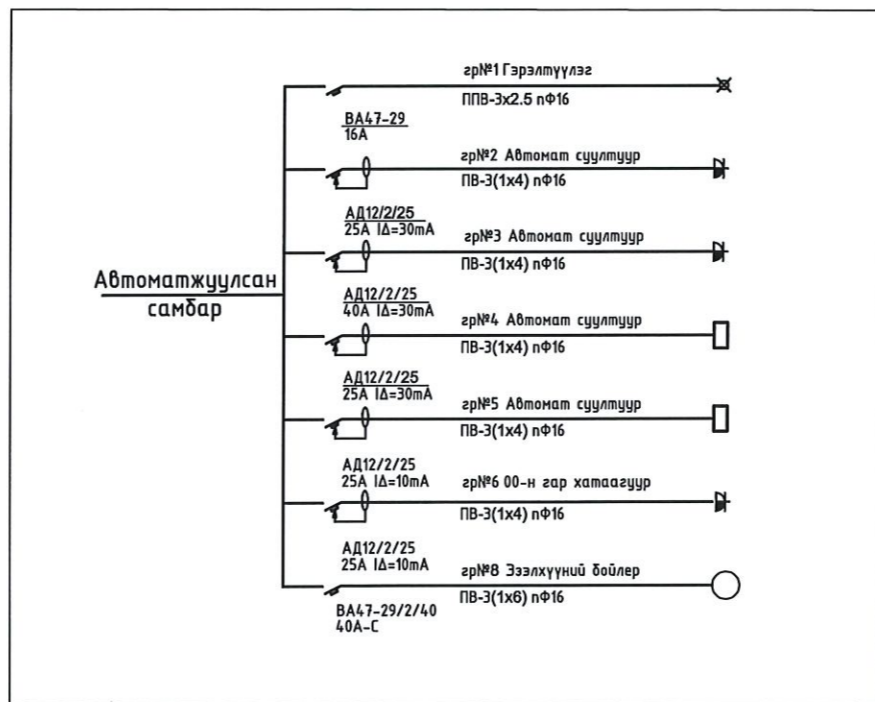 гр№1 Гэрэлтүүлэг
ППВ-3х2.5 пФ16
ВА47-29
16А
гр№2 Автомат суултуур
ПВ-3(1х4) пФ16
АД12/2/25
25А IΔ=30mA
гр№3 Автомат суултуур
ПВ-3(1х4) пФ16
Автоматжуулсан
самбар
АД12/2/25
40А IΔ=30mA
гр№4 Автомат суултуур
ПВ-3(1х4) пФ16
АД12/2/25
25А IΔ=30mA
гр№5 Автомат суултуур
ПВ-3(1х4) пФ16
АД12/2/25
25А IΔ=10mA
гр№6 00-н гар хатаагуур
ПВ-3(1х4) пФ16
АД12/2/25
25А IΔ=10mA
гр№8 Эзэлхүүний бойлер
ПВ-3(1х6) пФ16
ВА47-29/2/40
40А-С